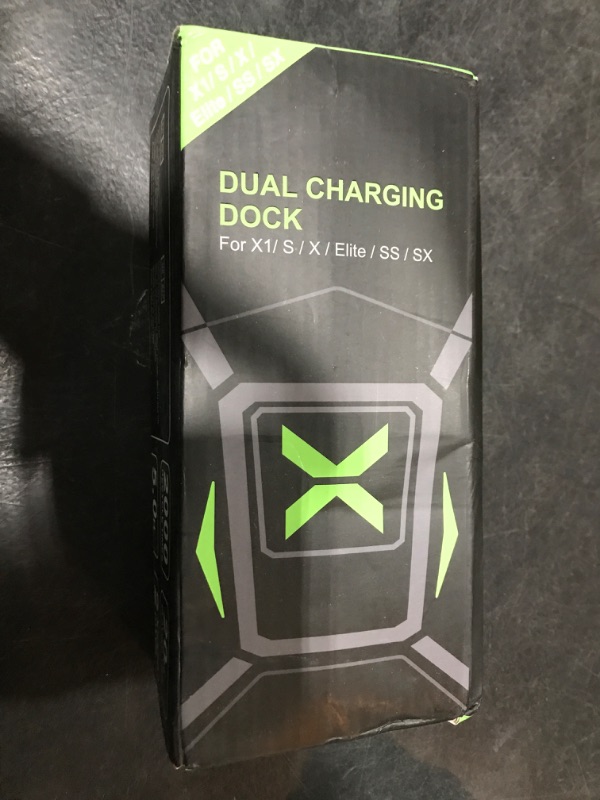 FOR
X1/ S / X /
Elite / SS / SX
DUAL CHARGING
DOCK
For X1/ S / X / Elite / SS / SX